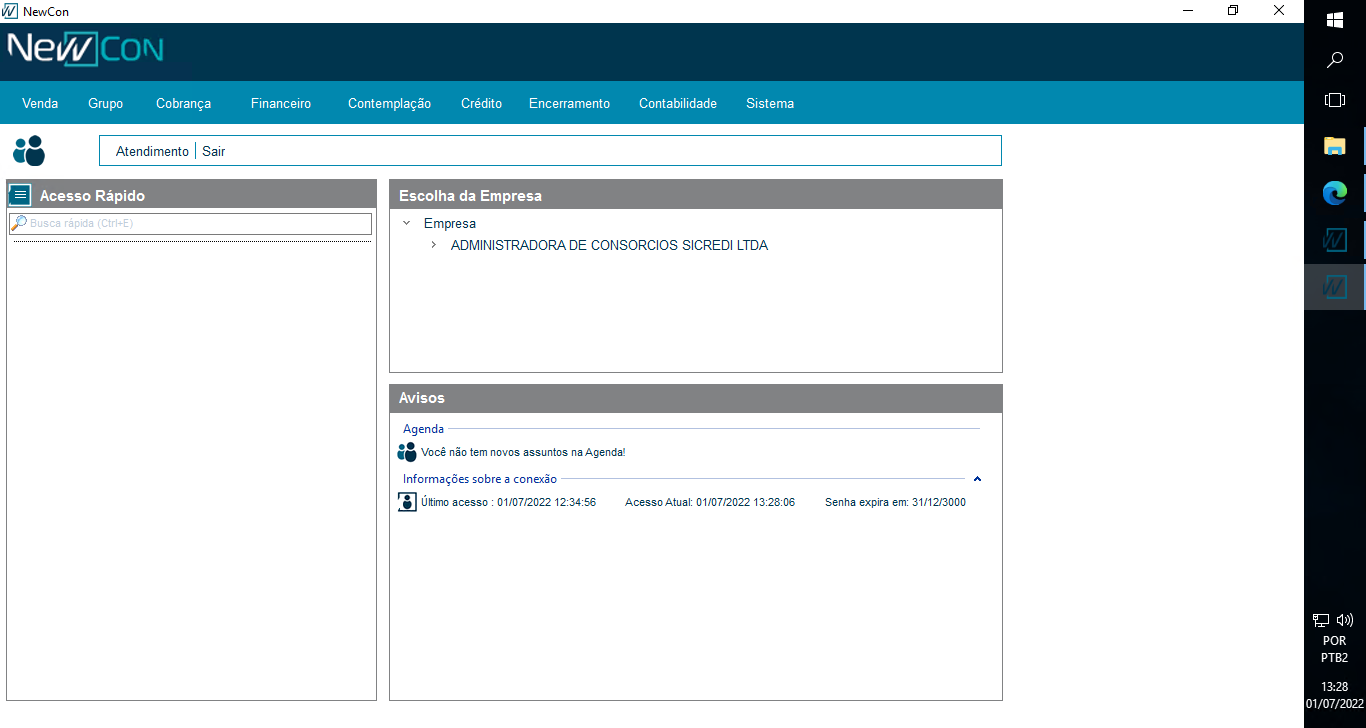 NewCon
NewCon
Venda Grupo Cobrança Financeiro Contemplação Crédito Encerramento Contabilidade Sistema
Atendimento Sair
Acesso Rápido
Busca rápida (Ctrl+E)
Escolha da Empresa
Empresa
ADMINISTRADORA DE CONSORCIOS SICREDI LTDA
Avisos
Agenda
Você não tem novos assuntos na Agenda!
Informações sobre a conexão
Último acesso : 01/07/2022 12:34:56 Acesso Atual: 01/07/2022 13:28:06 Senha expira em: 31/12/3000
POR
PTB2
13:28
01/07/2022